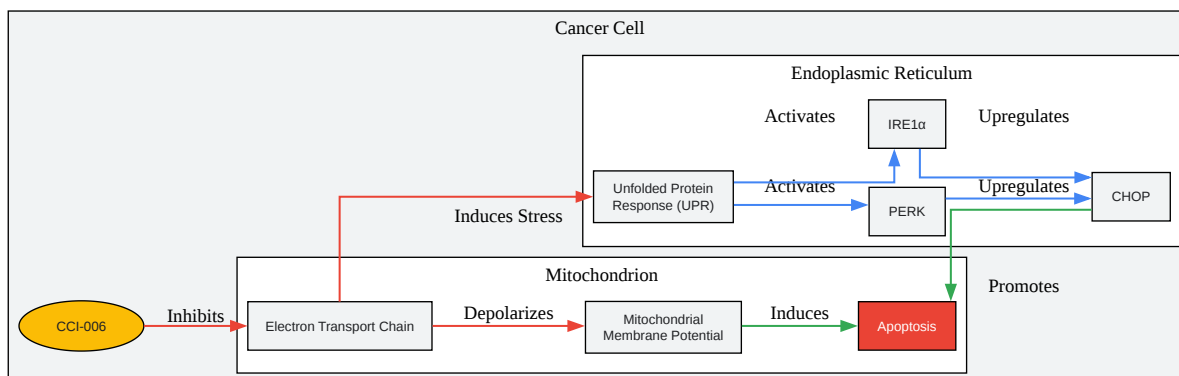 Cancer Cell
Endoplasmic Reticulum
Activates
IRE1α
Upregulates
Unfolded Protein
Response (UPR)
Activates
PERK
Upregulates
CHOP
Induces Stress
Mitochondrion
Promotes
CCI-006
Inhibits
Electron Transport Chain
Depolarizes
Mitochondrial
Membrane Potential
Induces
Apoptosis